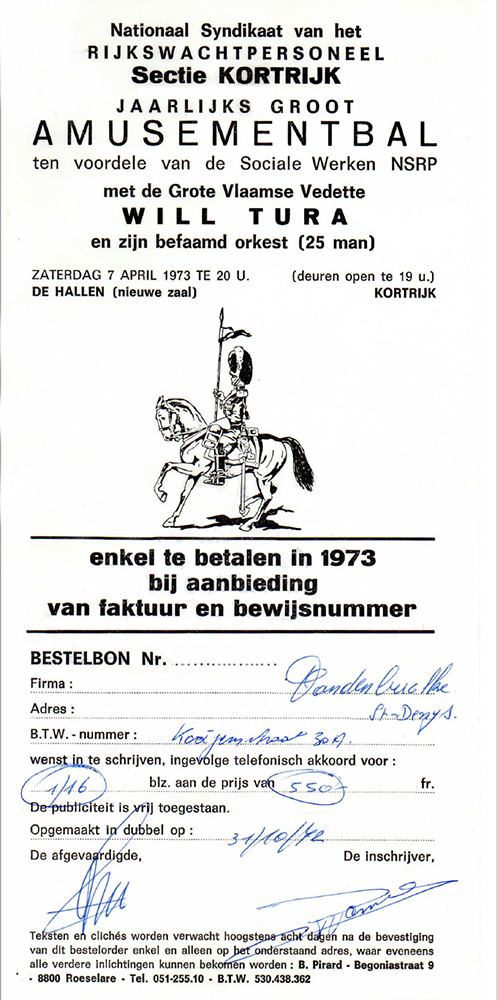 Nationaal Syndikaat van het
RIJKSWACHTPERSONEEL
Sectie KORTRIJK
JAARLIJKS GROOT
AMUSEMENTBAL
ten voordele van de Sociale Werken NSRP
met de Grote Vlaamse Vedette
WILL TURA
en zijn befaamd orkest (25 man)
ZATERDAG 7 APRIL 1973 TE 20 U. (deuren open te 19 u.)
DE HALLEN (nieuwe zaal) KORTRIJK
enkel te betalen in 1973
bij aanbieding
van faktuur en bewijsnummer
BESTELBON Nr. ....................
Firma : Vandenbussche
Adres : St-Denys.
B.T.W. - nummer : 30A.
wenst in te schrijven, ingevolge telefonisch akkoord voor :
1/16 blz. aan de prijs van 550- fr.
De publiciteit is vrij toegestaan.
Opgemaakt in dubbel op : 31/10/72
De afgevaardigde, De inschrijver,
Teksten en clichés worden verwacht hoogstens acht dagen na de bevestiging
van dit bestelorder enkel en alleen op het onderstaand adres, waar eveneens
alle verdere inlichtingen kunnen bekomen worden : B. Pirard - Begoniastraat 9
- 8800 Roeselare - Tel. 051-255.10 - B.T.W. 530.438.362